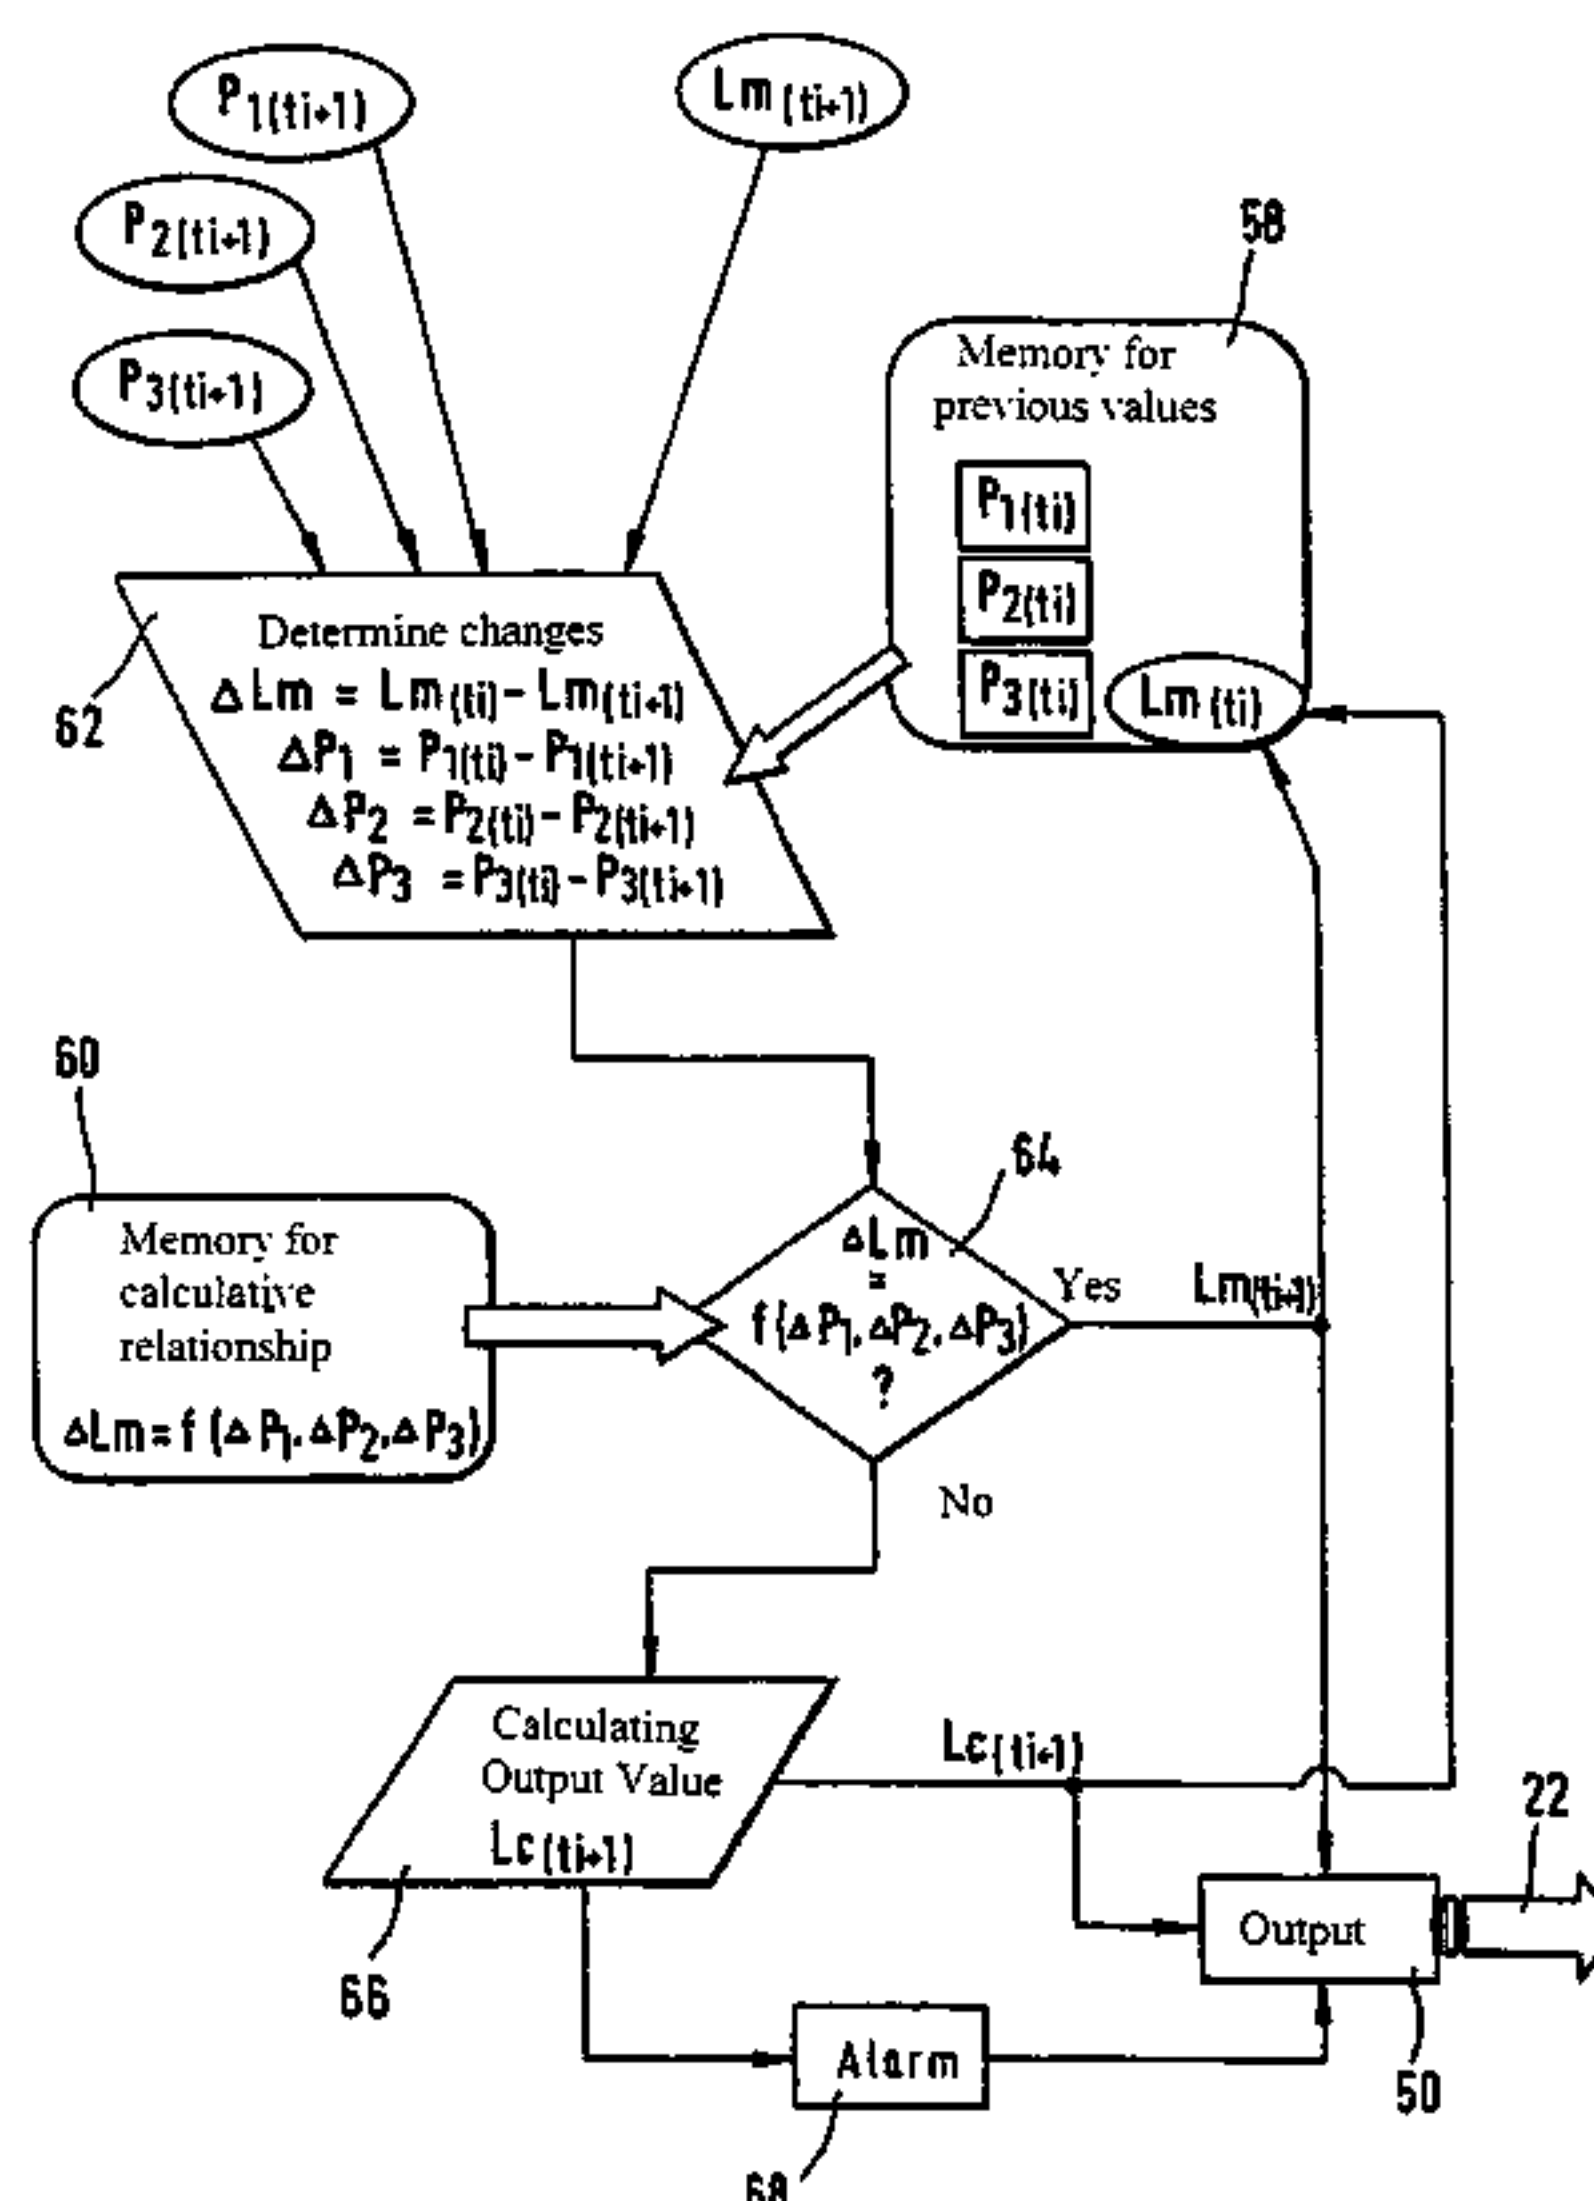 P1(ti+1)
Lm(ti+1)
P2(ti+1)
P3(ti+1)
58
Memory for
previous values
P1(ti)
P2(ti)
P3(ti)
Lm(ti)
Determine changes
ΔLm = Lm(ti) - Lm(ti+1)
ΔP1 = P1(ti) - P1(ti+1)
ΔP2 = P2(ti) - P2(ti+1)
ΔP3 = P3(ti) - P3(ti+1)
62
60
Memory for
calculative
relationship
ΔLm = f (ΔP1, ΔP2, ΔP3)
64
ΔLm
=
f(ΔP1, ΔP2, ΔP3)
?
Yes
Lm(ti+1)
No
Calculating
Output Value
Lc(ti+1)
Lc(ti+1)
66
22
Output
50
Alarm